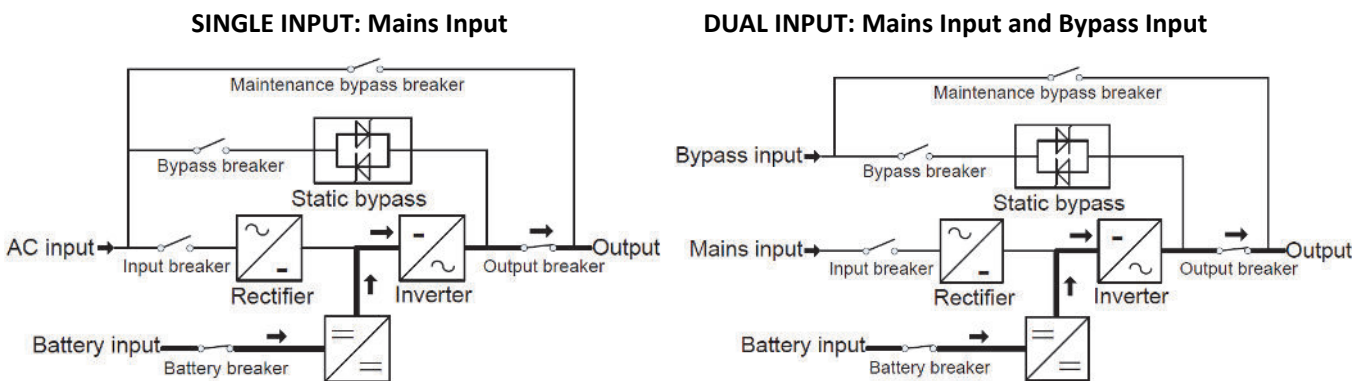 SINGLE INPUT: Mains Input
Maintenance bypass breaker
Bypass breaker
Static bypass
AC input
Input breaker
Rectifier
Inverter
Output breaker
Output
Battery input
Battery breaker
DUAL INPUT: Mains Input and Bypass Input
Maintenance bypass breaker
Bypass input
Bypass breaker
Static bypass
Mains input
Input breaker
Rectifier
Inverter
Output breaker
Output
Battery input
Battery breaker